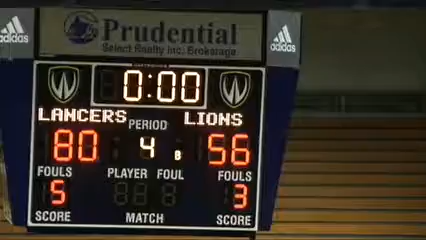 adidas
Prudential
Select Realty Inc. Brokerage
adidas
0:00
LANCERS PERIOD LIONS
80 4 B 56
FOULS PLAYER FOUL FOULS
5 3
SCORE MATCH SCORE